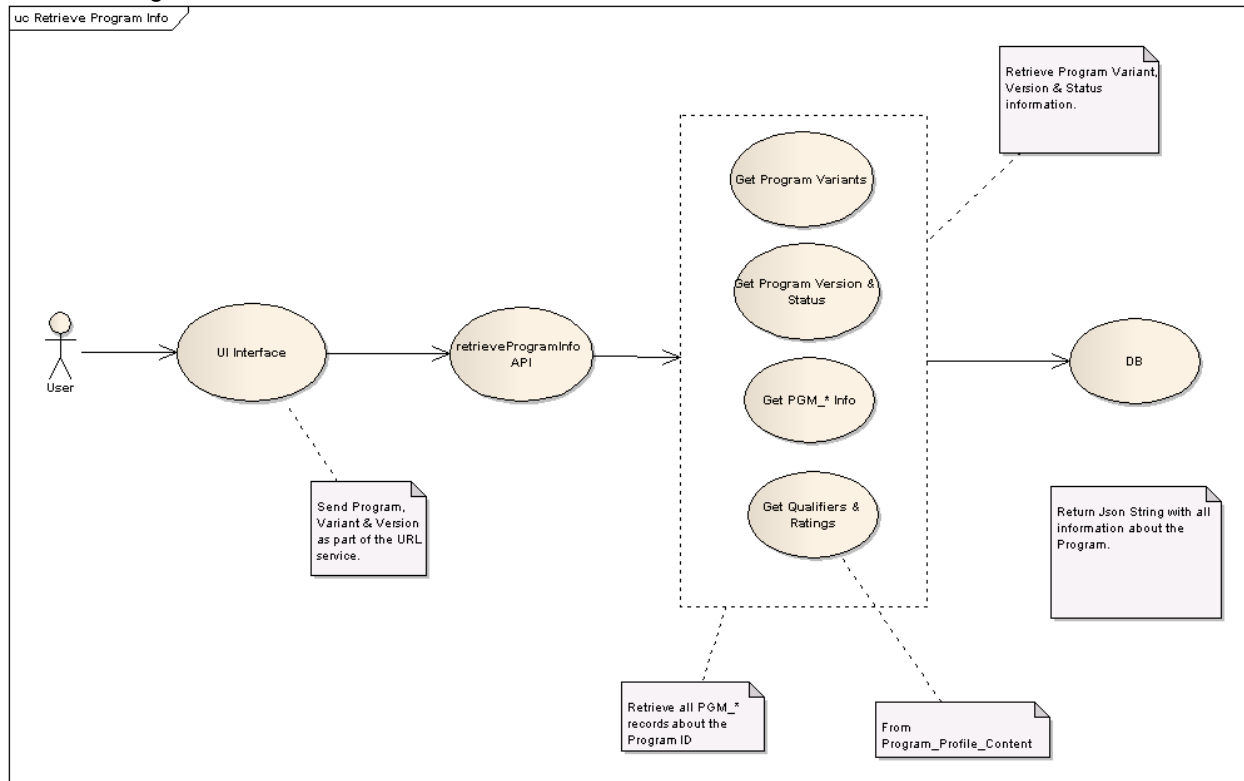 uc Retrieve Program Info
Retrieve Program Variant,
Version & Status
information.
Get Program Variants
Get Program Version &
Status
UI Interface
retrieveProgramInfo
API
DB
User
Get PGM_* Info
Send Program,
Variant & Version
as part of the URL
service.
Get Qualifiers &
Ratings
Return Json String with all
information about the
Program.
Retrieve all PGM_*
records about the
Program ID
From
Program_Profile_Content